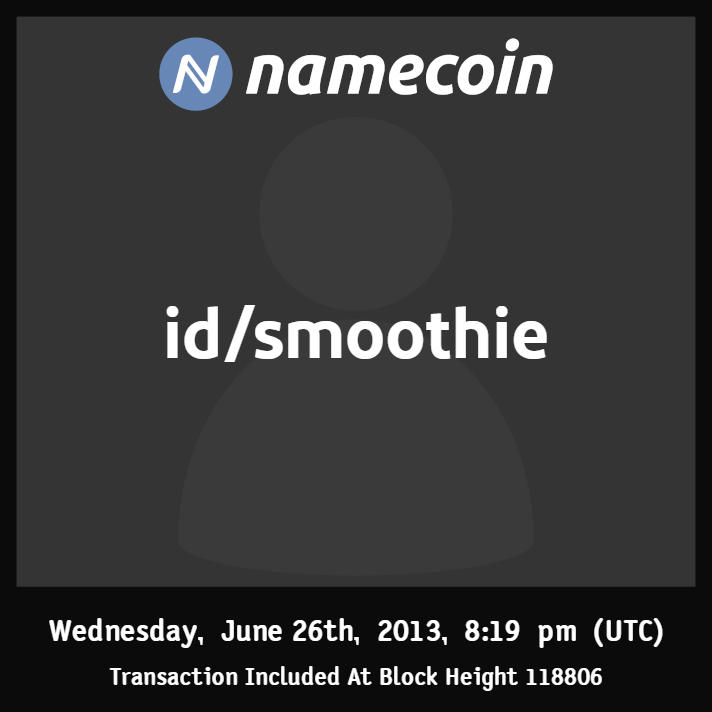 namecoin
id/smoothie
Wednesday, June 26th, 2013, 8:19 pm (UTC)
Transaction Included At Block Height 118806